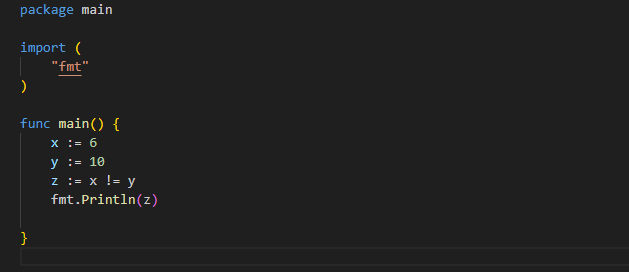 package main
import (
    "fmt"
)
func main() {
    x := 6
    y := 10
    z := x != y
    fmt.Println(z)
}